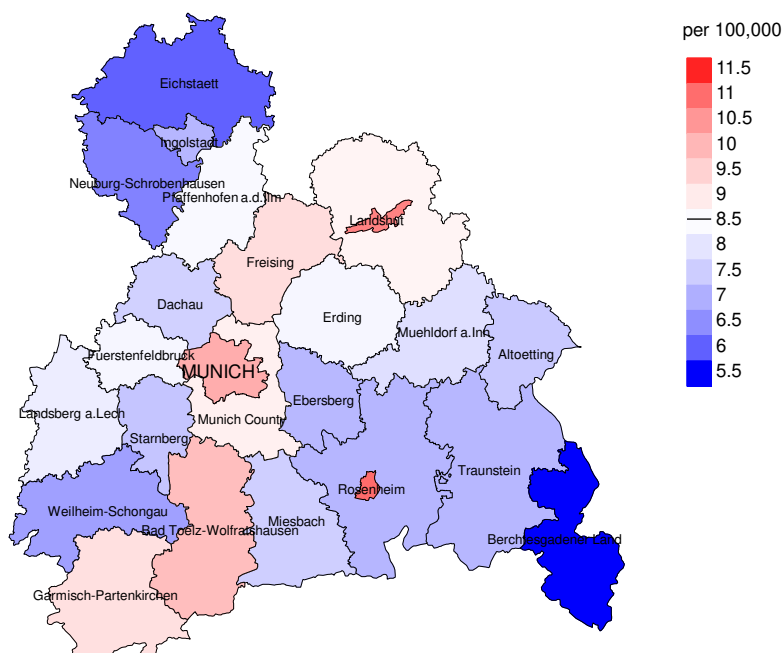 per 100,000
11.5
11
10.5
10
9.5
9
8.5
8
7.5
7
6.5
6
5.5
Eichstaett
Ingolstadt
Neuburg-Schrobenhausen
Pfaffenhofen a.d.Ilm
Landshut
Freising
Dachau
Erding
Muehldorf a.Inn
Fuerstenfeldbruck
Altoetting
MUNICH
Ebersberg
Landsberg a.Lech
Munich County
Starnberg
Traunstein
Rosenheim
Weilheim-Schongau
Miesbach
Bad Toelz-Wolfratshausen
Berchtesgadener Land
Garmisch-Partenkirchen